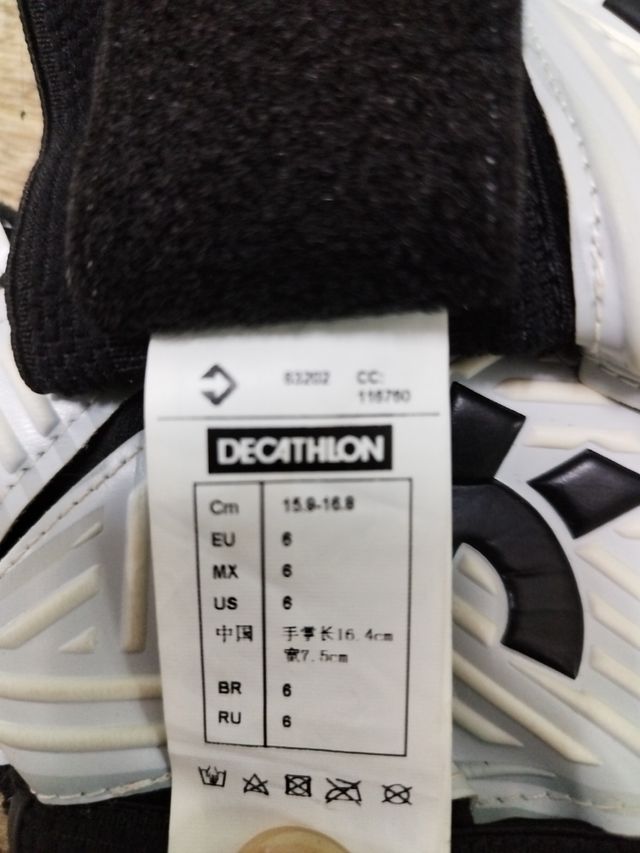 63202 CC:
116760
DECATHLON
Cm 15.9-16.8
EU 6
MX 6
US 6
中国 手掌长16.4cm
宽7.5cm
BR 6
RU 6